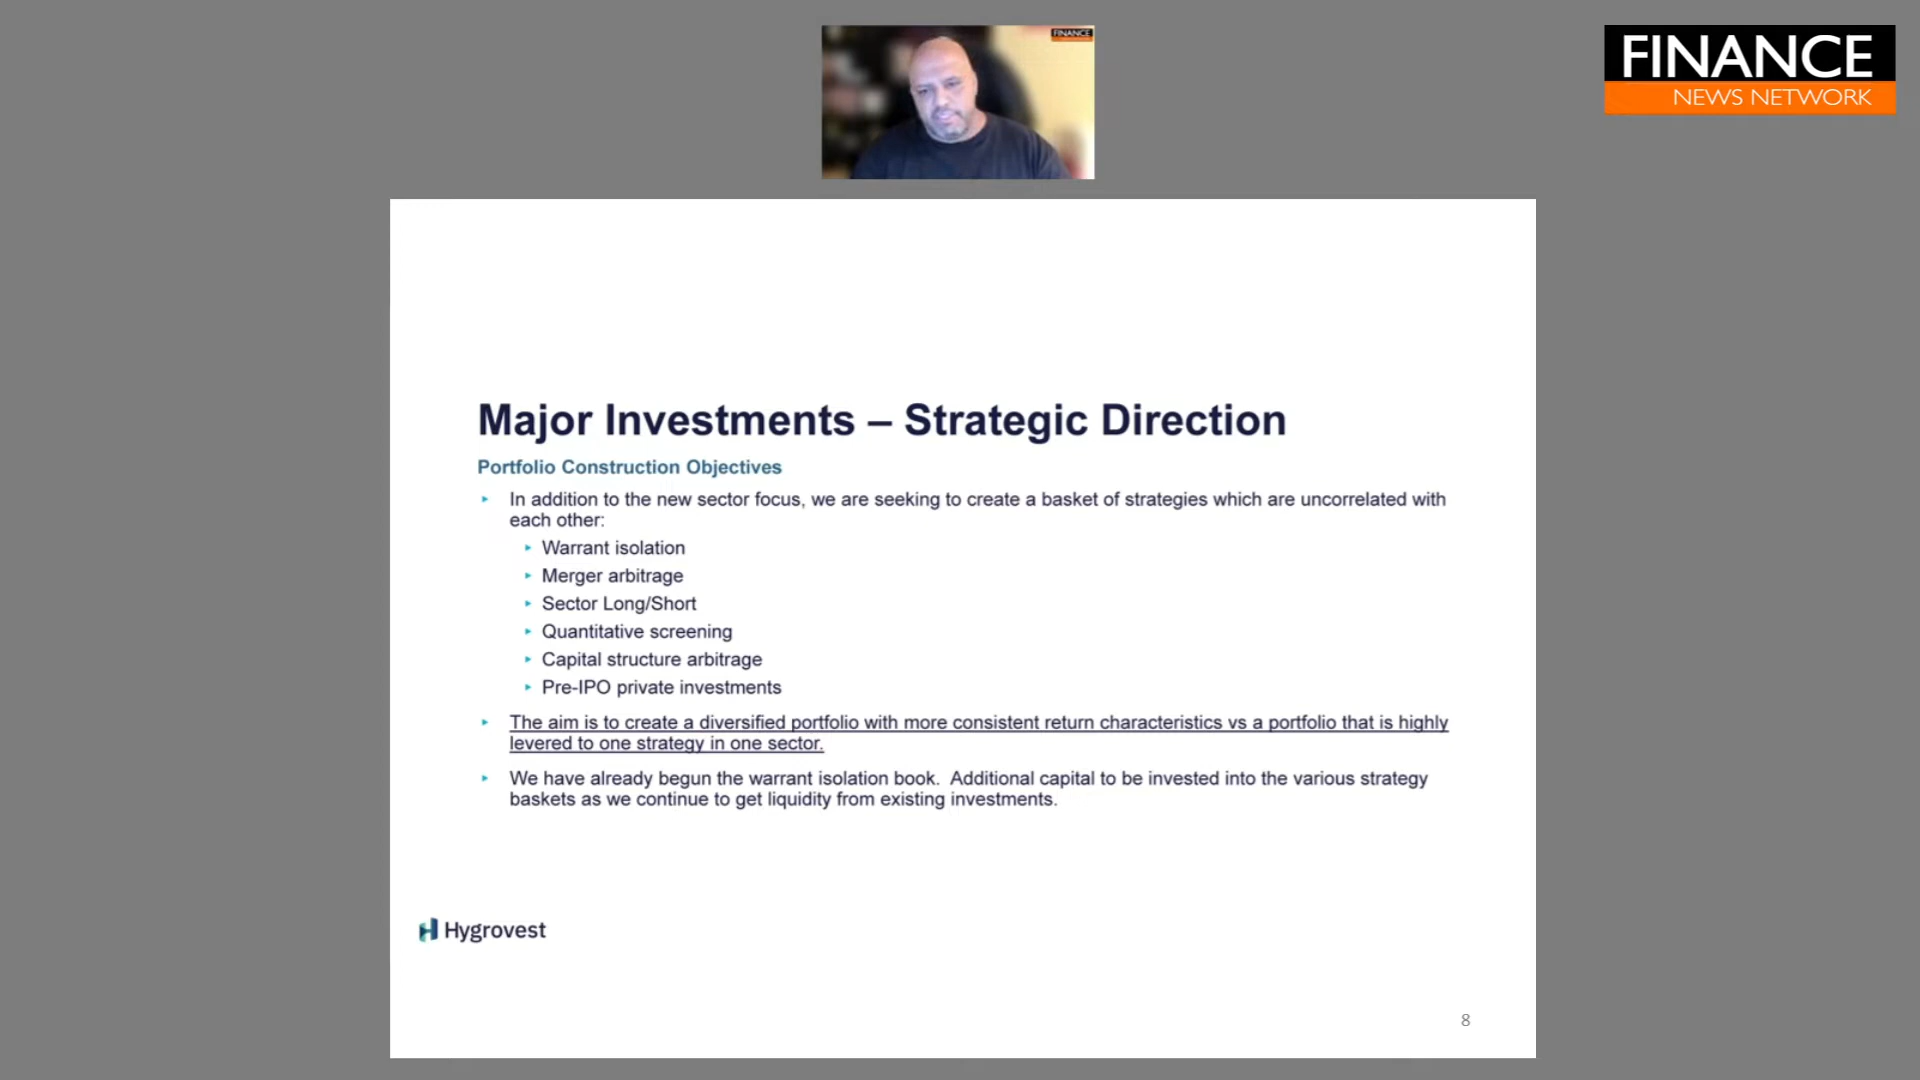 FINANCE
FINANCE
NEWS NETWORK
Major Investments – Strategic Direction
Portfolio Construction Objectives
In addition to the new sector focus, we are seeking to create a basket of strategies which are uncorrelated with
each other:
Warrant isolation
Merger arbitrage
Sector Long/Short
Quantitative screening
Capital structure arbitrage
Pre-IPO private investments
The aim is to create a diversified portfolio with more consistent return characteristics vs a portfolio that is highly
levered to one strategy in one sector.
We have already begun the warrant isolation book.  Additional capital to be invested into the various strategy
baskets as we continue to get liquidity from existing investments.
Hygrovest
8